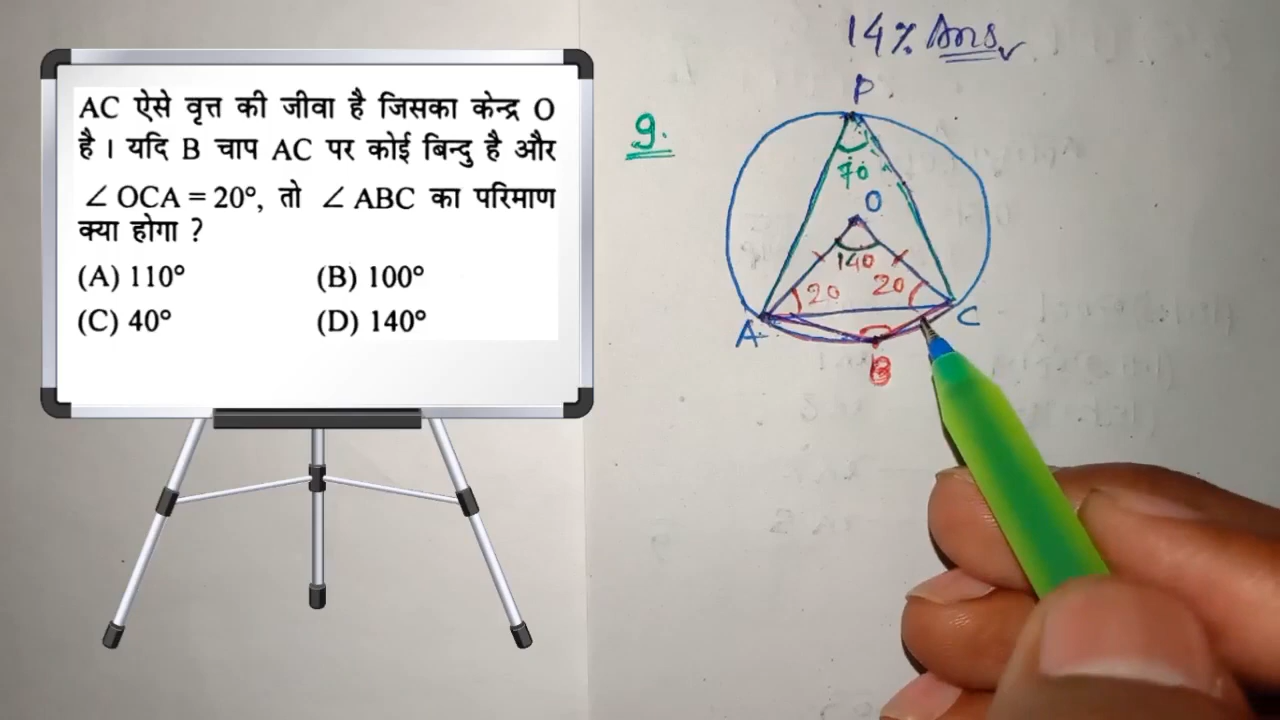 AC ऐसे वृत्त की जीवा है जिसका केन्द्र O
है । यदि B चाप AC पर कोई बिन्दु है और
∠ OCA = 20°, तो ∠ ABC का परिमाण
क्या होगा ?
(A) 110° (B) 100°
(C) 40° (D) 140°
14% Ans
9.
P
70
O
140
20 20
A C
B